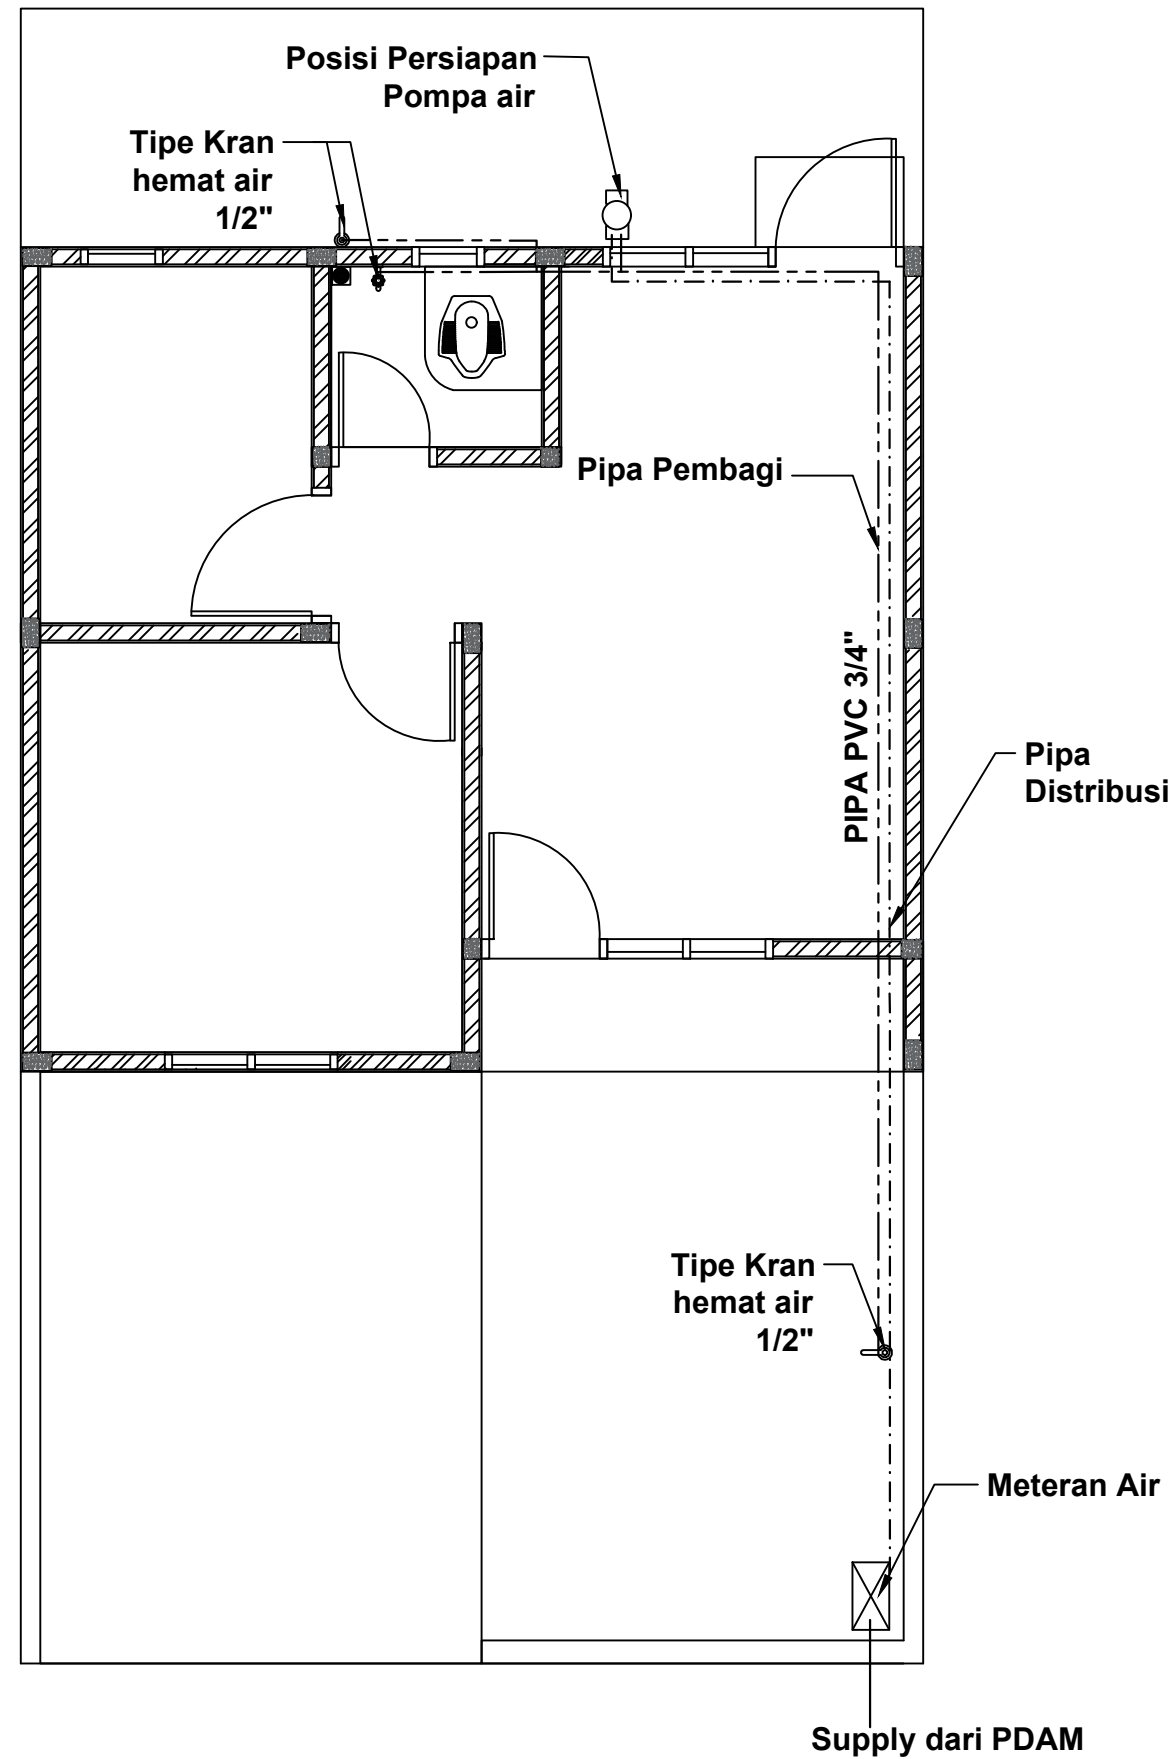 Posisi Persiapan
Pompa air
Tipe Kran
hemat air
1/2"
Pipa Pembagi
PIPA PVC 3/4"
Pipa
Distribusi
Tipe Kran
hemat air
1/2"
Meteran Air
Supply dari PDAM